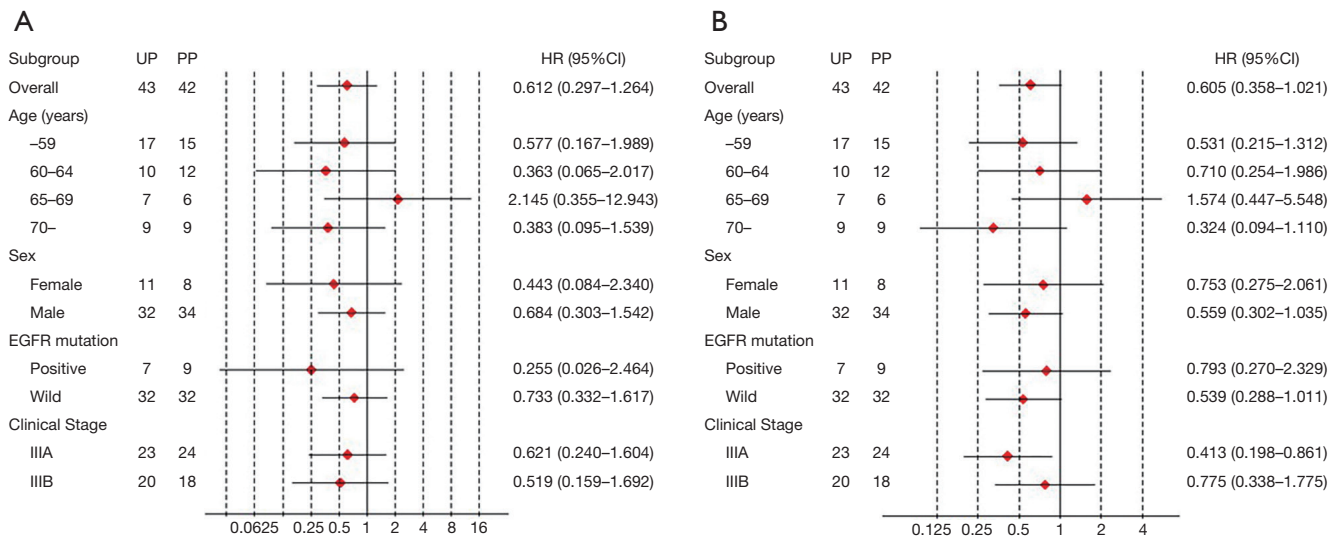 A
Subgroup UP PP HR (95%CI)
Overall 43 42 0.612 (0.297–1.264)
Age (years)
–59 17 15 0.577 (0.167–1.989)
60–64 10 12 0.363 (0.065–2.017)
65–69 7 6 2.145 (0.355–12.943)
70– 9 9 0.383 (0.095–1.539)
Sex
Female 11 8 0.443 (0.084–2.340)
Male 32 34 0.684 (0.303–1.542)
EGFR mutation
Positive 7 9 0.255 (0.026–2.464)
Wild 32 32 0.733 (0.332–1.617)
Clinical Stage
IIIA 23 24 0.621 (0.240–1.604)
IIIB 20 18 0.519 (0.159–1.692)
0.0625 0.25 0.5 1 2 4 8 16
B
Subgroup UP PP HR (95%CI)
Overall 43 42 0.605 (0.358–1.021)
Age (years)
–59 17 15 0.531 (0.215–1.312)
60–64 10 12 0.710 (0.254–1.986)
65–69 7 6 1.574 (0.447–5.548)
70– 9 9 0.324 (0.094–1.110)
Sex
Female 11 8 0.753 (0.275–2.061)
Male 32 34 0.559 (0.302–1.035)
EGFR mutation
Positive 7 9 0.793 (0.270–2.329)
Wild 32 32 0.539 (0.288–1.011)
Clinical Stage
IIIA 23 24 0.413 (0.198–0.861)
IIIB 20 18 0.775 (0.338–1.775)
0.125 0.25 0.5 1 2 4